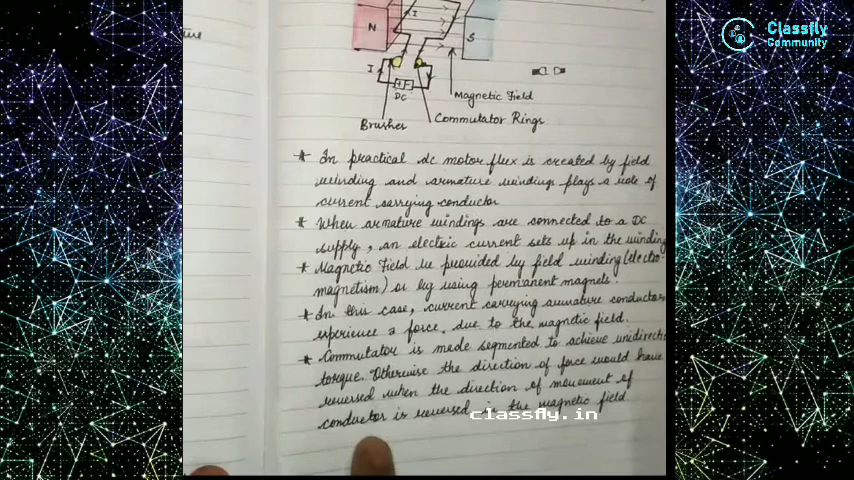 Classfly
Community
N
I
S
I
+ -
DC
Magnetic Field
Brushes
Commutator Rings
* In practical dc motor flux is created by field
winding and armature windings plays a role of
current carrying conductor
* When armature windings are connected to a DC
supply, an electric current sets up in the winding
* Magnetic Field be provided by field winding (electro-
magnetism) or by using permanent magnets.
* In this case, current carrying armature conductors
experience a force, due to the magnetic field.
* Commutator is made segmented to achieve unidirecti
torque. Otherwise the direction of force would have
reversed when the direction of movement of
conductor is reversed in the magnetic field
classfly.in